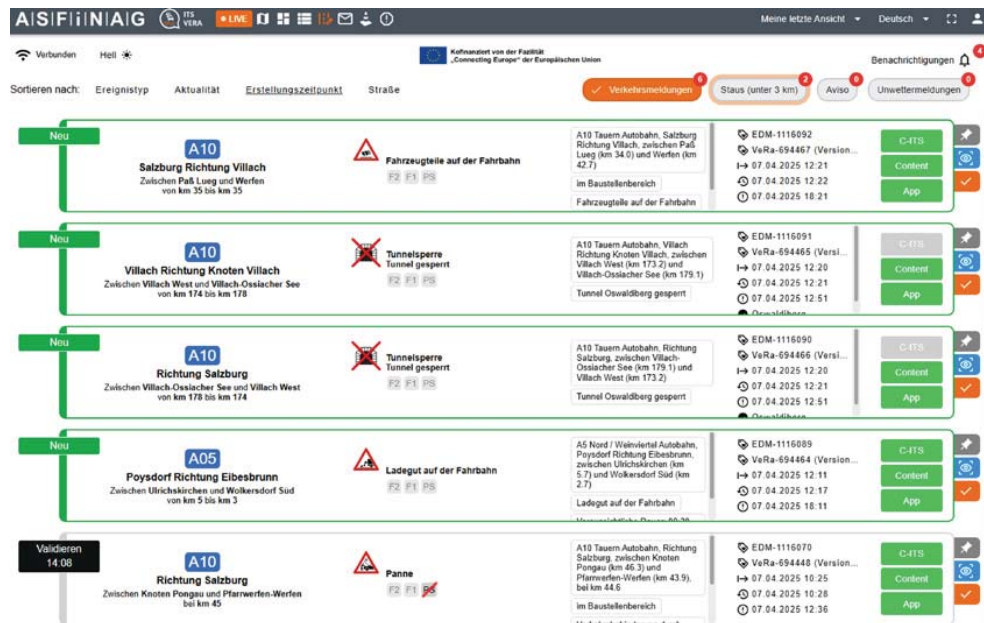 A|S|F|i|N|A|G ITS VERA LIVE Meine letzte Ansicht Deutsch
Verbunden Hell Kofinanziert von der Fazilität „Connecting Europe“ der Europäischen Union Benachrichtigungen 4
Sortieren nach: Ereignistyp Aktualität Erstellungszeitpunkt Straße Verkehrsmeldungen 6 Staus (unter 3 km) 2 Aviso 0 Unwettermeldungen 0
Neu
A10
Salzburg Richtung Villach
Zwischen Paß Lueg und Werfen
von km 35 bis km 35
Fahrzeugteile auf der Fahrbahn
F2 F1 PS
A10 Tauern Autobahn, Salzburg
Richtung Villach, zwischen Paß
Lueg (km 34.0) und Werfen (km
42.7)
im Baustellenbereich
Fahrzeugteile auf der Fahrbahn
EDM-1116092
VeRa-694467 (Version...
07.04.2025 12:21
07.04.2025 12:22
07.04.2025 18:21
C-ITS
Content
App
Neu
A10
Villach Richtung Knoten Villach
Zwischen Villach West und Villach-Ossiacher See
von km 174 bis km 178
Tunnelsperre
Tunnel gesperrt
F2 F1 PS
A10 Tauern Autobahn, Villach
Richtung Knoten Villach, zwischen
Villach West (km 173.2) und
Villach-Ossiacher See (km 179.1)
Tunnel Oswaldiberg gesperrt
EDM-1116091
VeRa-694465 (Versi...
07.04.2025 12:20
07.04.2025 12:21
07.04.2025 12:51
Oswaldiberg
C-ITS
Content
App
Neu
A10
Richtung Salzburg
Zwischen Villach-Ossiacher See und Villach West
von km 178 bis km 174
Tunnelsperre
Tunnel gesperrt
F2 F1 PS
A10 Tauern Autobahn, Richtung
Salzburg, zwischen Villach-
Ossiacher See (km 179.1) und
Villach West (km 173.2)
Tunnel Oswaldiberg gesperrt
EDM-1116090
VeRa-694466 (Versi...
07.04.2025 12:20
07.04.2025 12:21
07.04.2025 12:51
Oswaldiberg
C-ITS
Content
App
Neu
A05
Poysdorf Richtung Eibesbrunn
Zwischen Ulrichskirchen und Wolkersdorf Süd
von km 5 bis km 3
Ladegut auf der Fahrbahn
F2 F1 PS
A5 Nord / Weinviertel Autobahn,
Poysdorf Richtung Eibesbrunn,
zwischen Ulrichskirchen (km
5.7) und Wolkersdorf Süd (km
2.7)
Ladegut auf der Fahrbahn
EDM-1116089
VeRa-694464 (Version...
07.04.2025 12:11
07.04.2025 12:17
07.04.2025 18:11
C-ITS
Content
App
Validieren
14:08
A10
Richtung Salzburg
Zwischen Knoten Pongau und Pfarrwerfen-Werfen
bei km 45
Panne
F2 F1 PS
A10 Tauern Autobahn, Richtung
Salzburg, zwischen Knoten
Pongau (km 46.3) und
Pfarrwerfen-Werfen (km 43.9),
bei km 44.6
im Baustellenbereich
EDM-1116070
VeRa-694448 (Version...
07.04.2025 10:25
07.04.2025 10:28
07.04.2025 12:36
C-ITS
Content
App